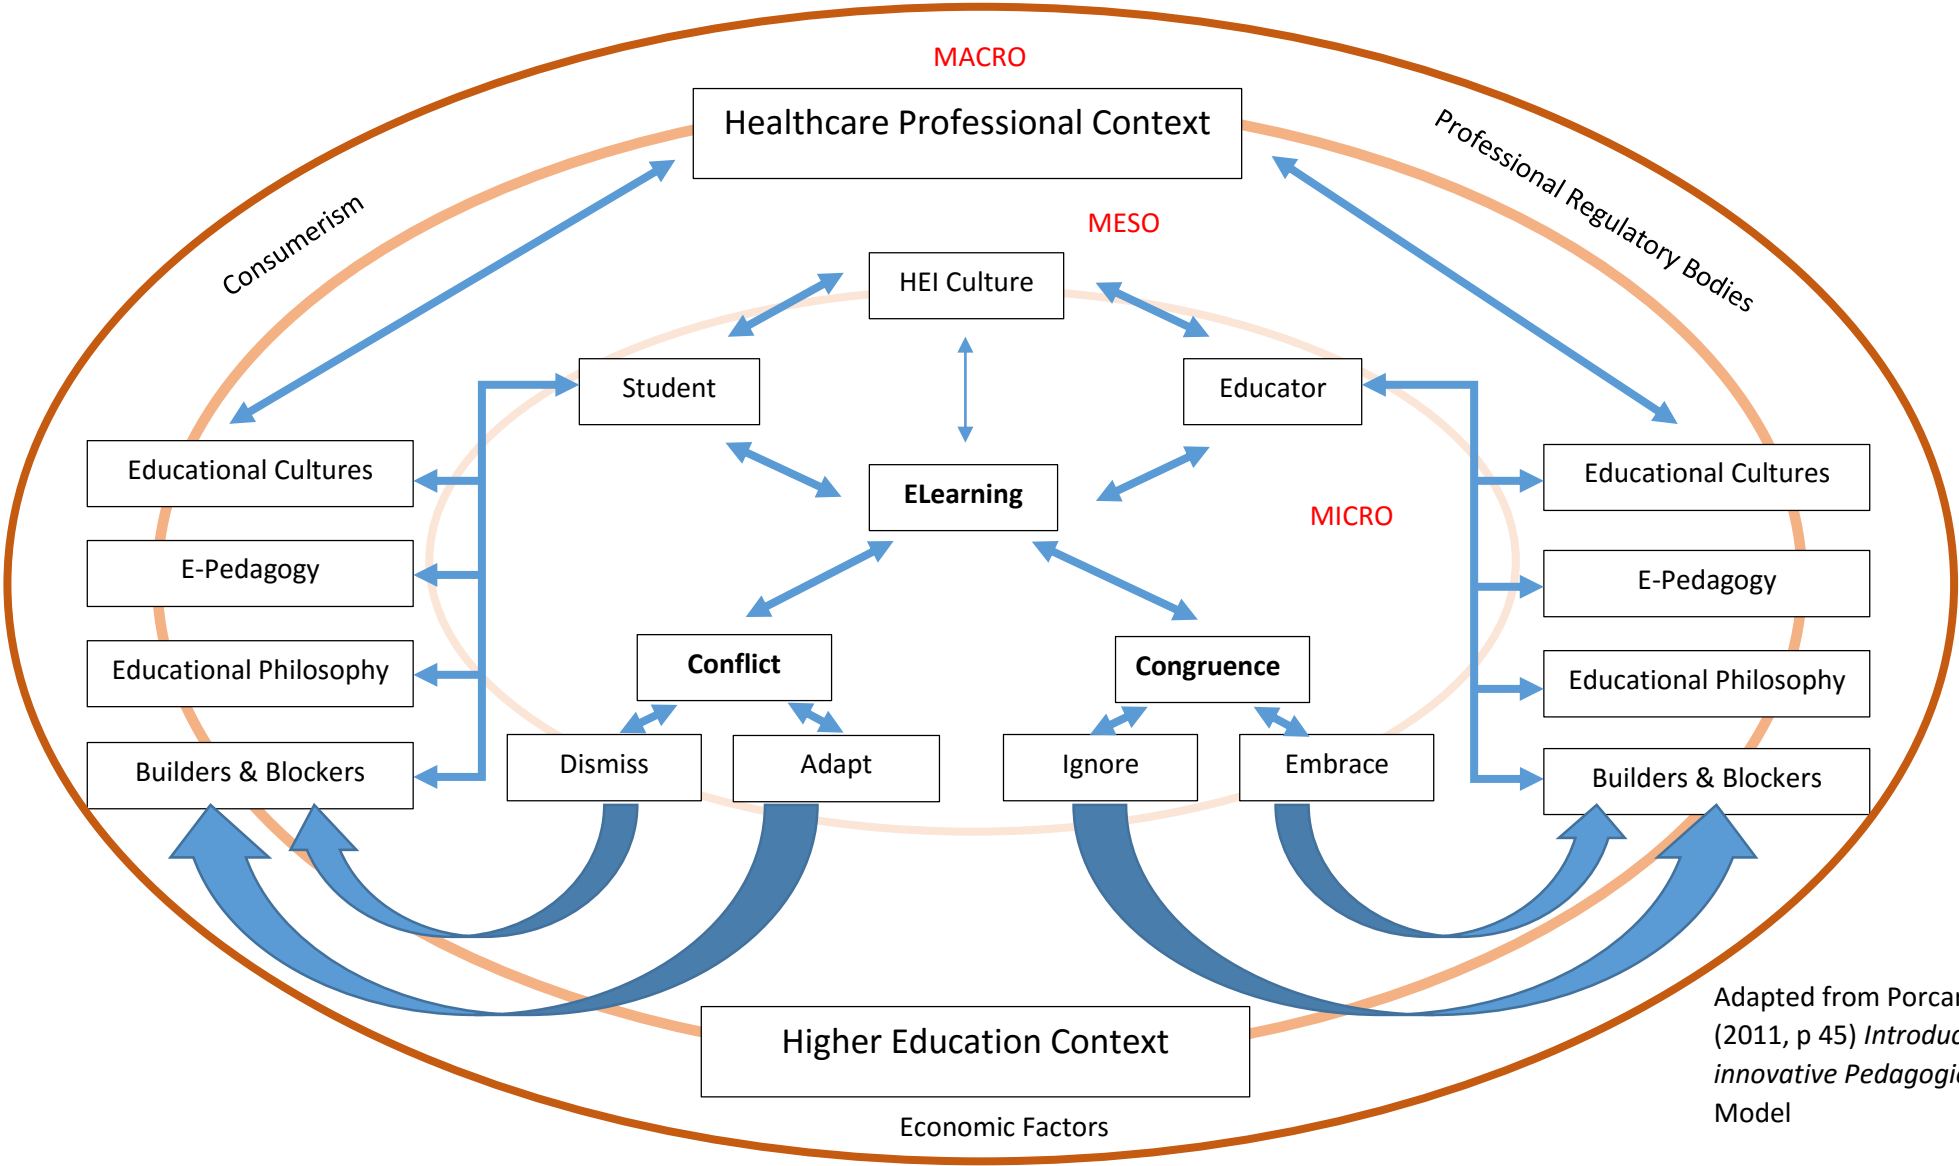 MACRO
Healthcare Professional Context
Consumerism
Professional Regulatory Bodies
MESO
HEI Culture
Student
Educator
Educational Cultures
ELearning
Educational Cultures
MICRO
E-Pedagogy
E-Pedagogy
Educational Philosophy
Conflict
Congruence
Educational Philosophy
Builders & Blockers
Dismiss
Adapt
Ignore
Embrace
Builders & Blockers
Higher Education Context
Economic Factors
Adapted from
(2011, p 45)
innovative
Model